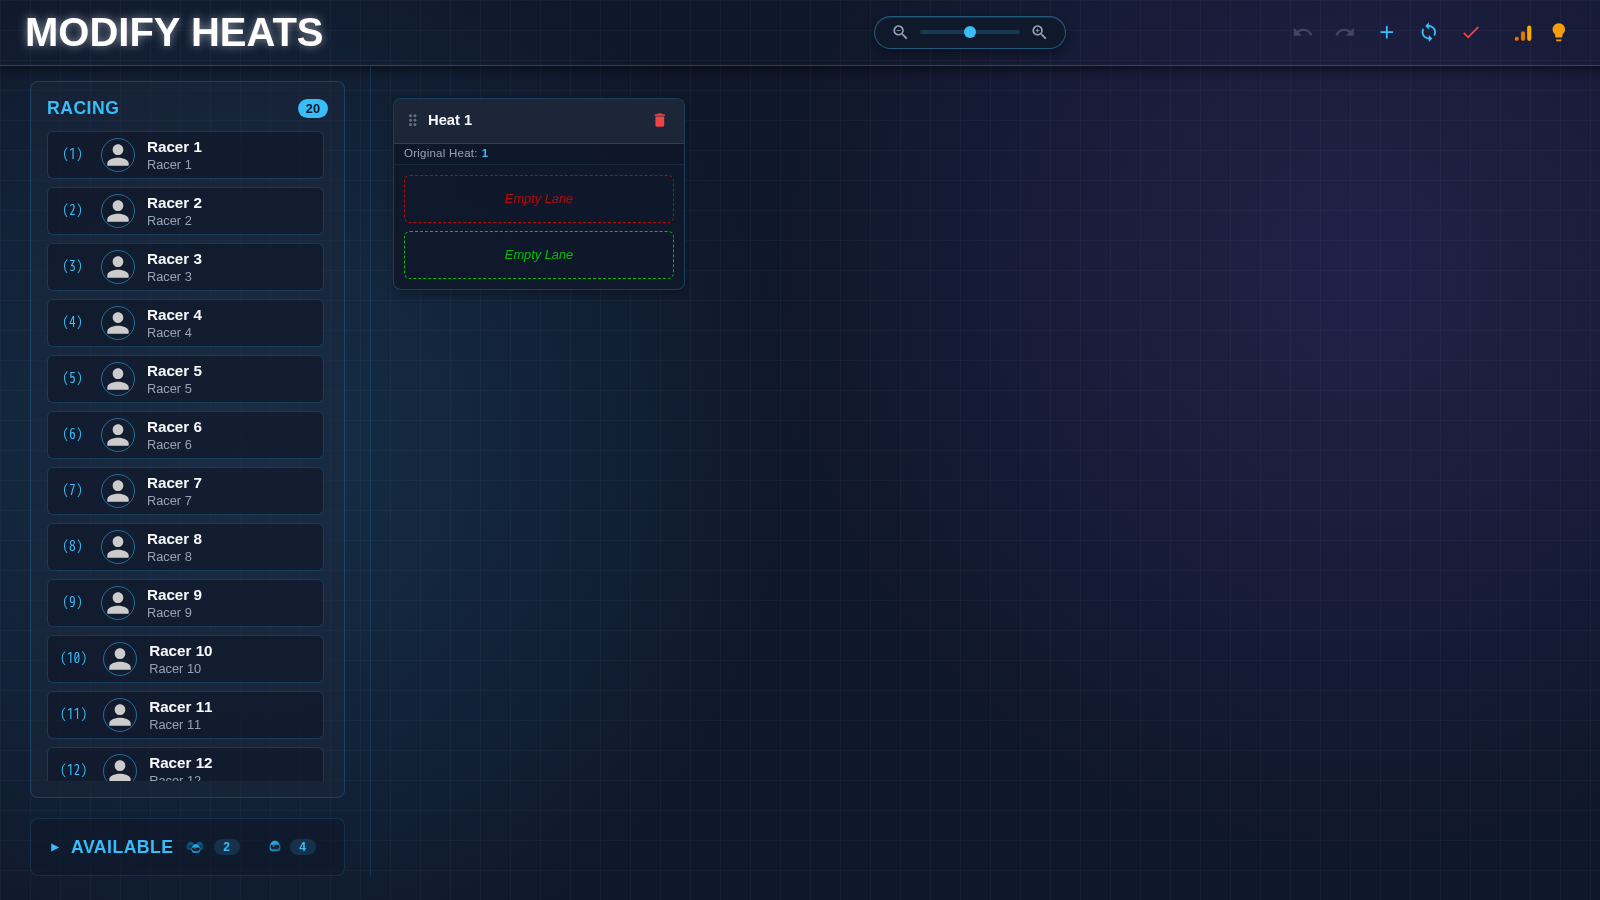 MODIFY HEATS
RACING
20
(1)
Racer 1
Racer 1
(2)
Racer 2
Racer 2
(3)
Racer 3
Racer 3
(4)
Racer 4
Racer 4
(5)
Racer 5
Racer 5
(6)
Racer 6
Racer 6
(7)
Racer 7
Racer 7
(8)
Racer 8
Racer 8
(9)
Racer 9
Racer 9
(10)
Racer 10
Racer 10
(11)
Racer 11
Racer 11
(12)
Racer 12
Racer 12
AVAILABLE
2
4
Heat 1
Original Heat: 1
Empty Lane
Empty Lane